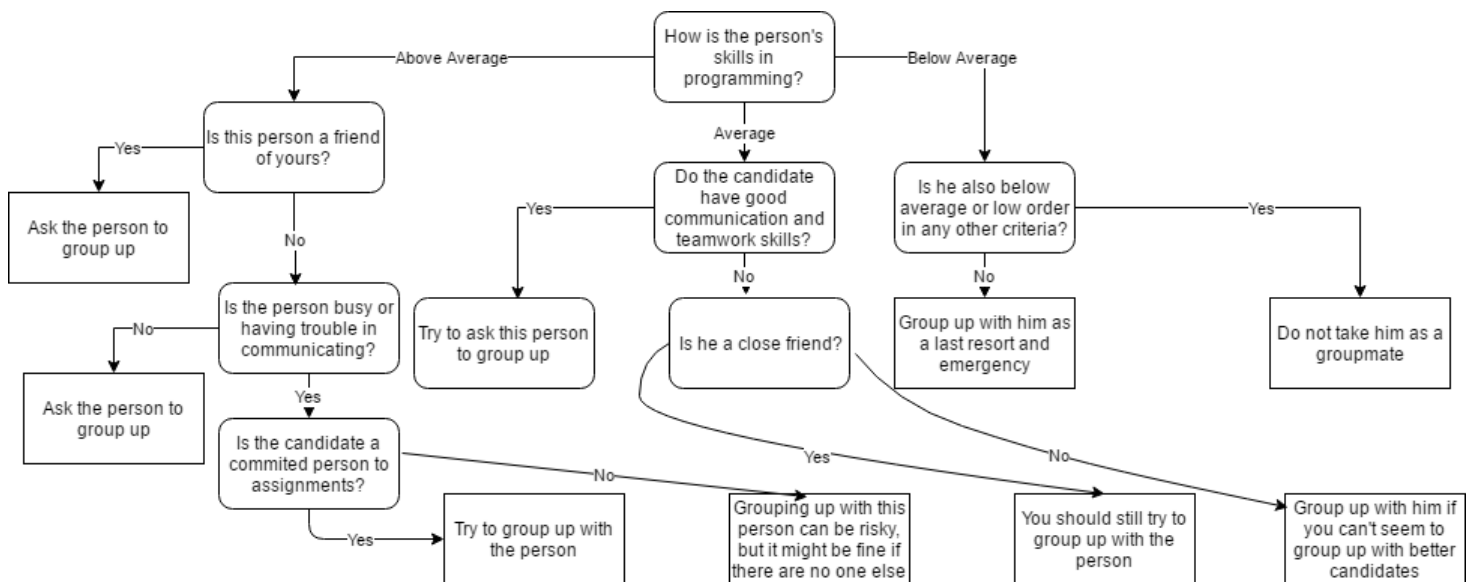 How is the person's
skills in
programming?
Above Average
Below Average
Average
Is this person a friend
of yours?
Yes
No
Ask the person to
group up
Do the candidate
have good
communication and
teamwork skills?
Yes
No
Is he also below
average or low order
in any other criteria?
Yes
No
Is the person busy or
having trouble in
communicating?
No
Yes
Ask the person to
group up
Try to ask this person
to group up
Is he a close friend?
Yes
No
Group up with him as
a last resort and
emergency
Do not take him as a
groupmate
Is the candidate a
commited person to
assignments?
Yes
No
Try to group up with
the person
Grouping up with this
person can be risky,
but it might be fine if
there are no one else
You should still try to
group up with the
person
Group up with him if
you can't seem to
group up with better
candidates